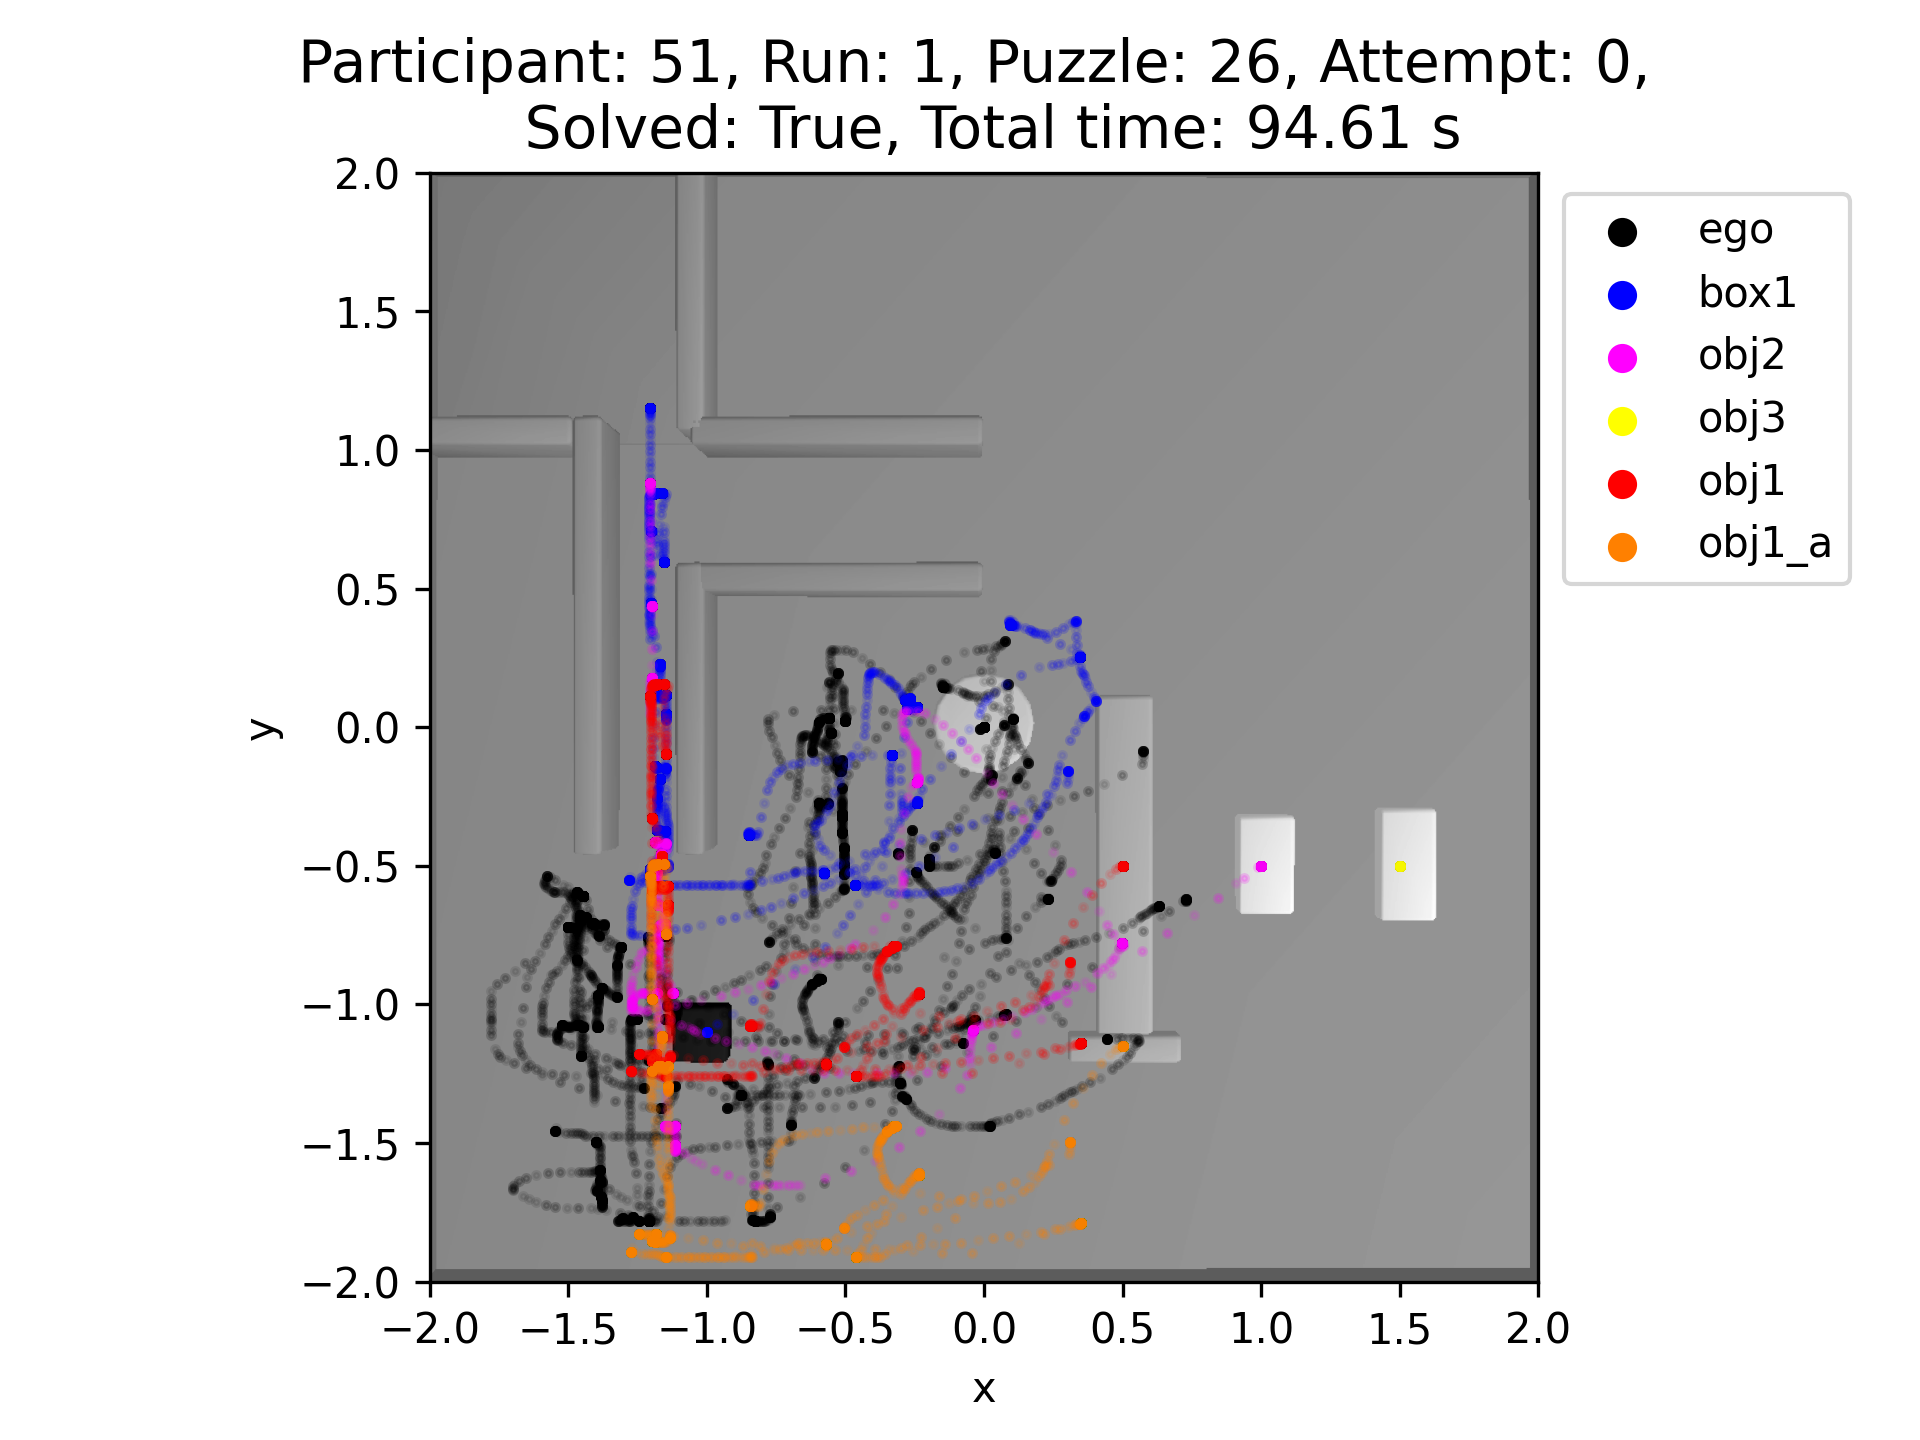 Participant: 51, Run: 1, Puzzle: 26, Attempt: 0,
Solved: True, Total time: 94.61 s
2.0
1.5
1.0
0.5
0.0
−0.5
−1.0
−1.5
−2.0
y
−2.0 −1.5 −1.0 −0.5 0.0 0.5 1.0 1.5 2.0
x
ego
box1
obj2
obj3
obj1
obj1_a